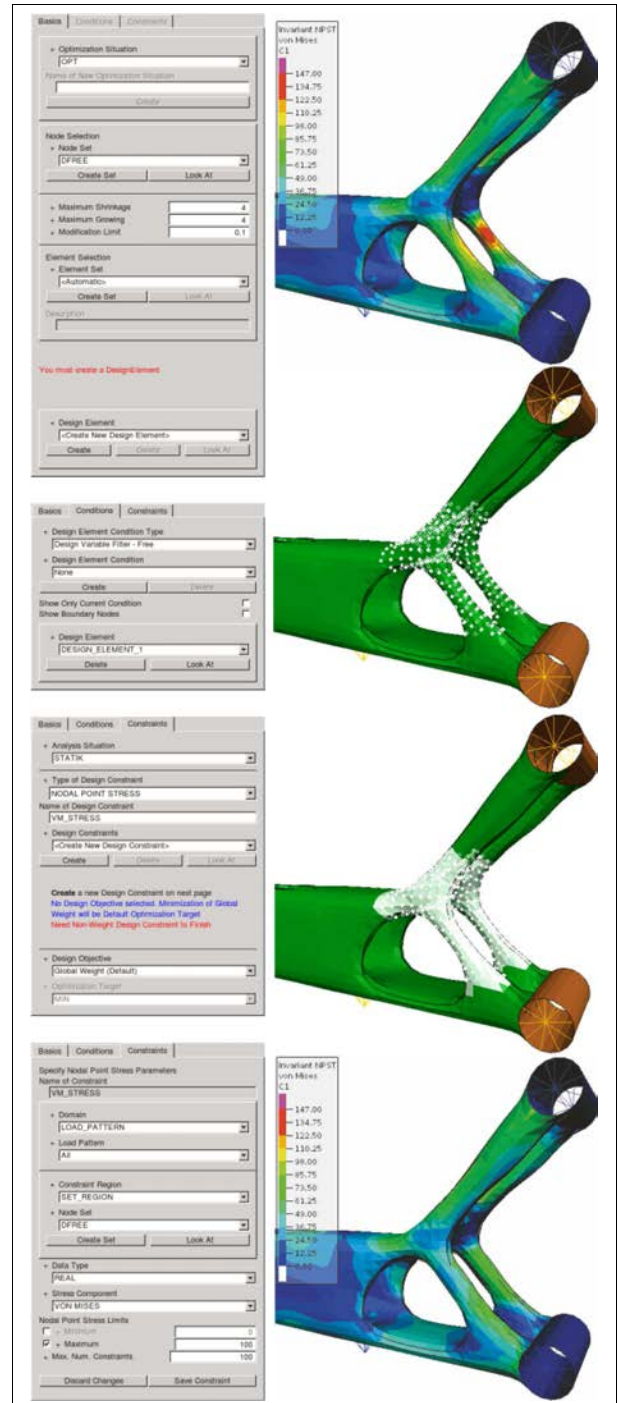 Basics Conditions Constraints
Optimization Situation
OPT
Name of New Optimization Situation
Create
Node Selection
Node Set
DFREE
Create Set Look At
Maximum Shrinkage 4
Maximum Growing 4
Modification Limit 0.1
Element Selection
Element Set
<Automatic>
Create Set Look At
Description
You must create a DesignElement
Design Element
<Create New Design Element>
Create Delete Look At
Invariant NPST
von Mises
C1
147.00
134.75
122.50
110.25
98.00
85.75
73.50
61.25
49.00
36.75
24.50
12.25
0.00
Basics Conditions Constraints
Design Element Condition Type
Design Variable Filter - Free
Design Element Condition
None
Create Delete
Show Only Current Condition
Show Boundary Nodes
Design Element
DESIGN_ELEMENT_1
Delete Look At
Basics Conditions Constraints
Analysis Situation
STATIK
Type of Design Constraint
NODAL POINT STRESS
Name of Design Constraint
VM_STRESS
Design Constraints
<Create New Design Constraint>
Create Delete Look At
Create a new Design Constraint on next page
No Design Objective selected. Minimization of Global
Weight will be Default Optimization Target
Need Non-Weight Design Constraint to Finish
Design Objective
Global Weight (Default)
Optimization Target
MIN
Basics Conditions Constraints
Specify Nodal Point Stress Parameters
Name of Constraint
VM_STRESS
Domain
LOAD_PATTERN
Load Pattern
All
Constraint Region
SET_REGION
Node Set
DFREE
Create Set Look At
Data Type
REAL
Stress Component
VON MISES
Nodal Point Stress Limits
Minimum 0
Maximum 100
Max. Num. Constraints 100
Discard Changes Save Constraint
Invariant NPST
von Mises
C1
147.00
134.75
122.50
110.25
98.00
85.75
73.50
61.25
49.00
36.75
24.50
12.25
0.00